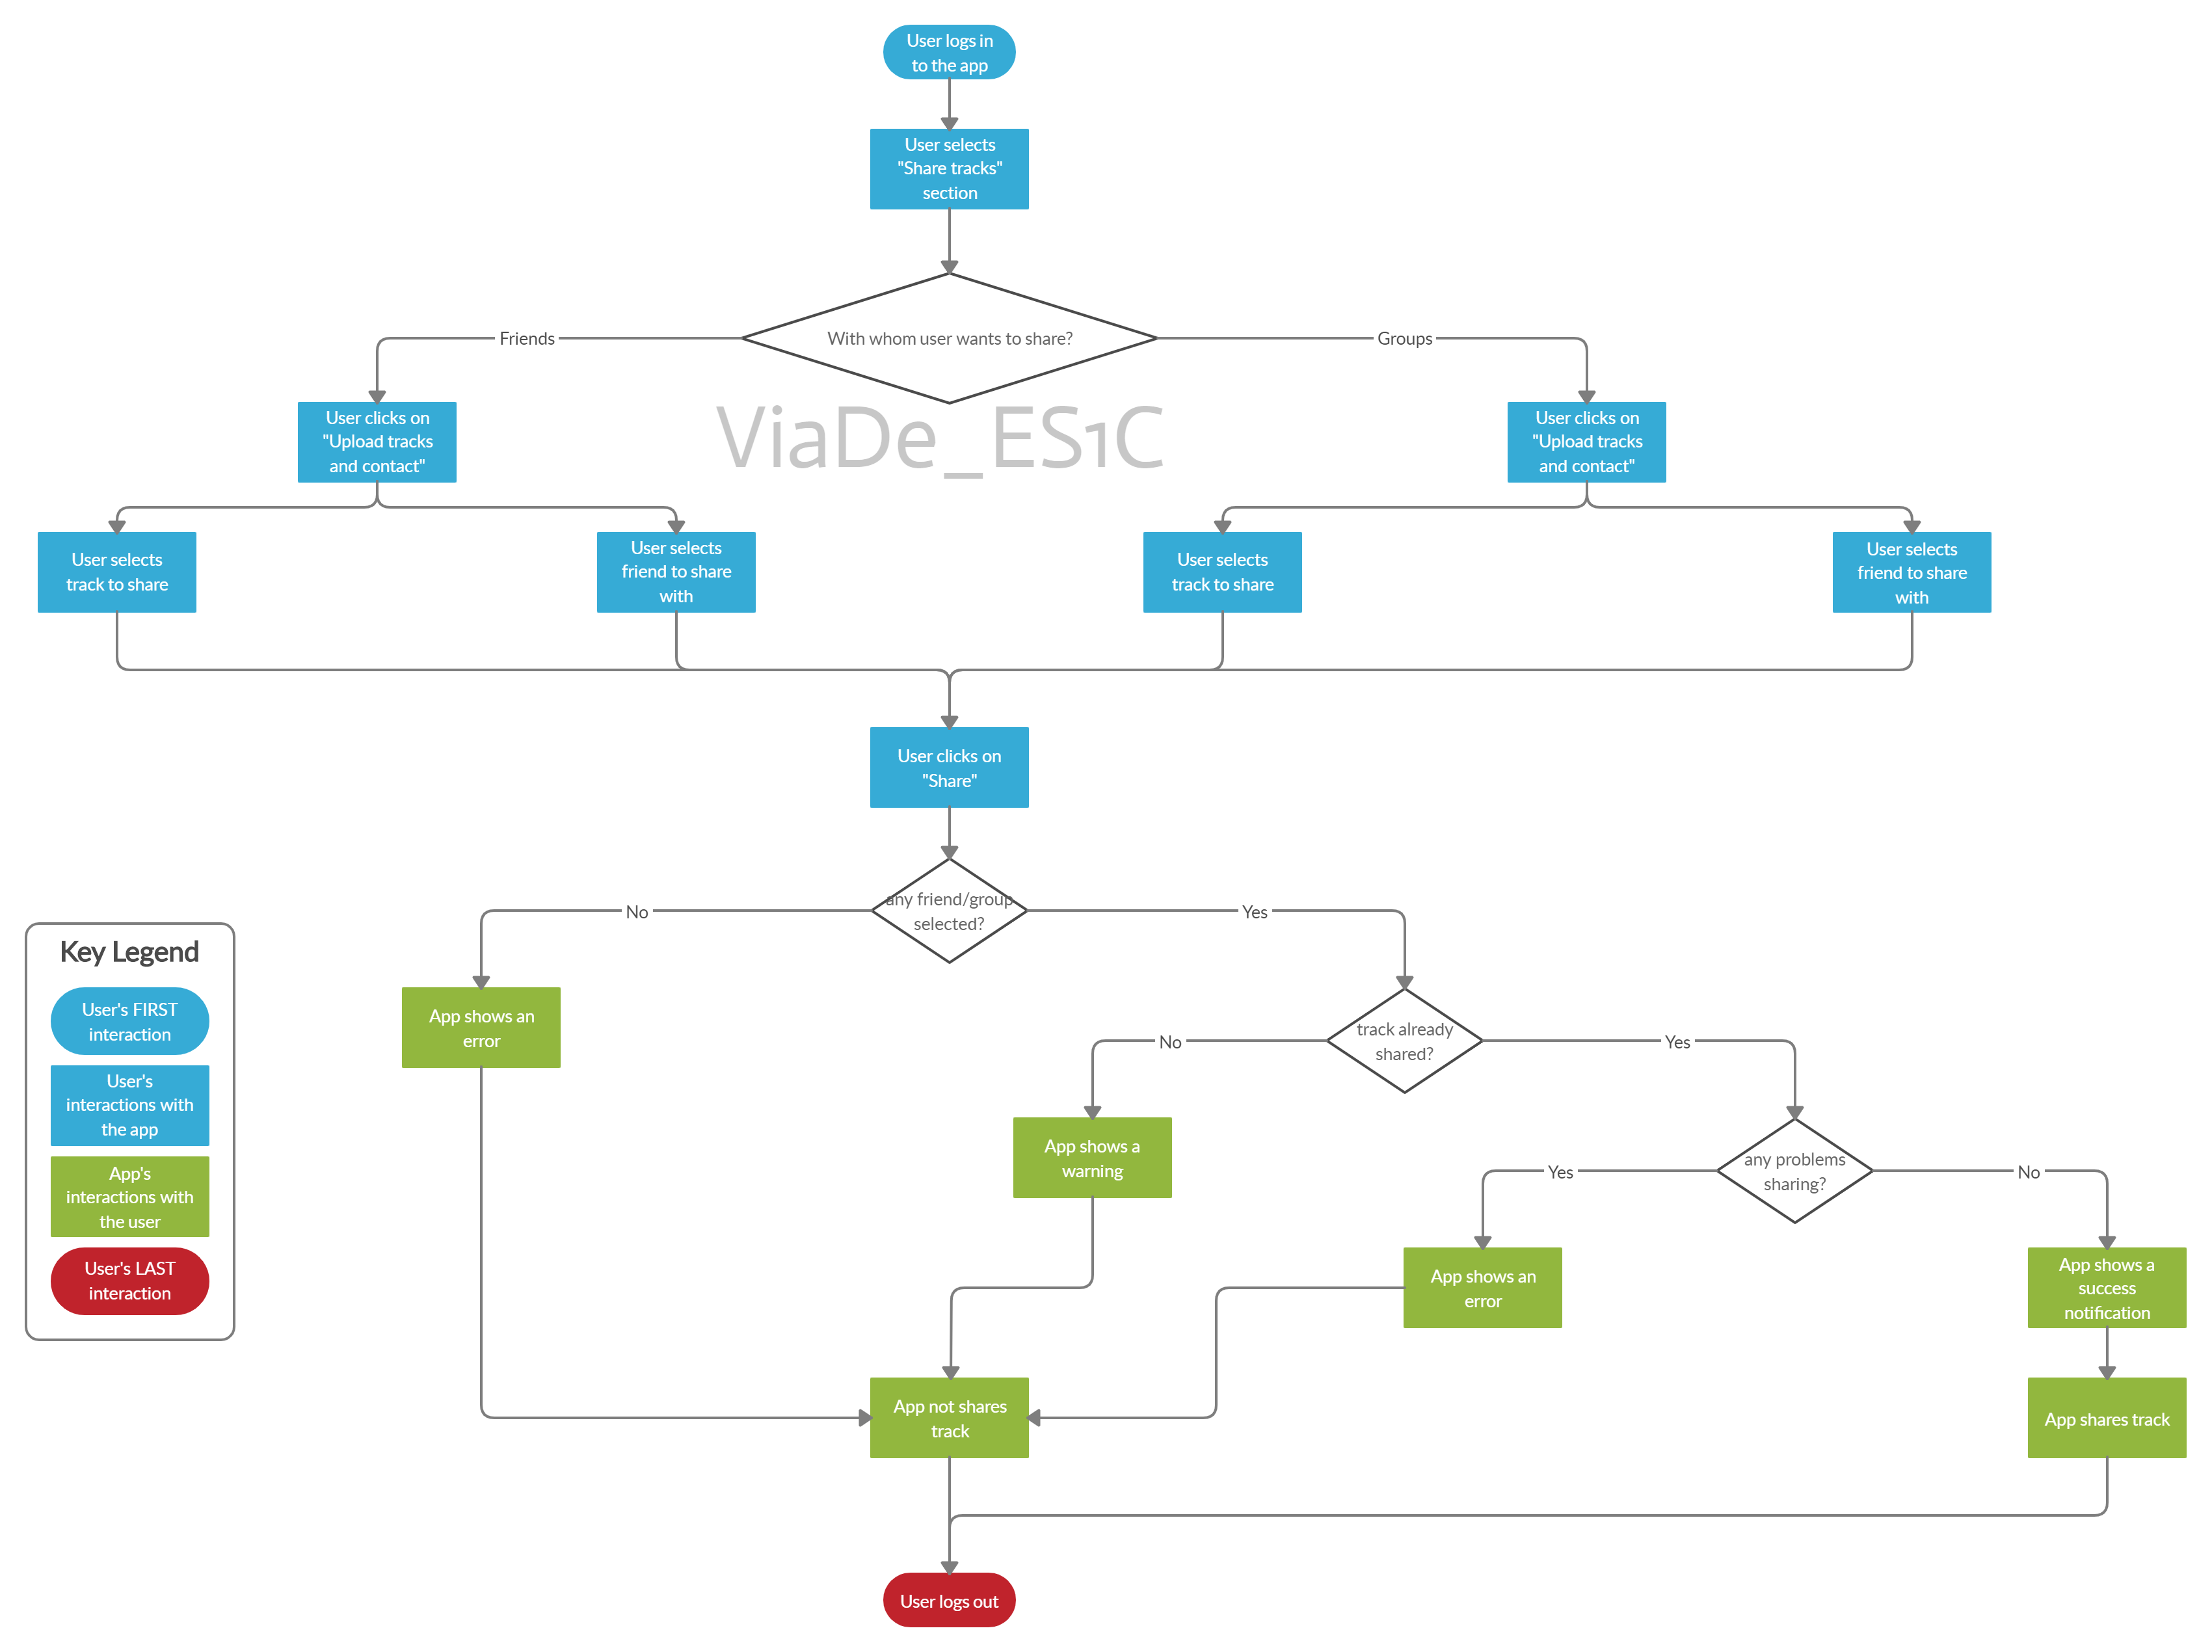 User logs in
to the app
User selects
"Share tracks"
section
With whom user wants to share?
Friends
Groups
User clicks on
"Upload tracks
and contact"
User clicks on
"Upload tracks
and contact"
ViaDe_ES1C
User selects
track to share
User selects
friend to share
with
User selects
track to share
User selects
friend to share
with
User clicks on
"Share"
any friend/group
selected?
No
Yes
Key Legend
User's FIRST
interaction
User's
interactions with
the app
App's
interactions with
the user
User's LAST
interaction
App shows an
error
track already
shared?
No
Yes
App shows a
warning
any problems
sharing?
Yes
No
App shows an
error
App shows a
success
notification
App not shares
track
App shares track
User logs out